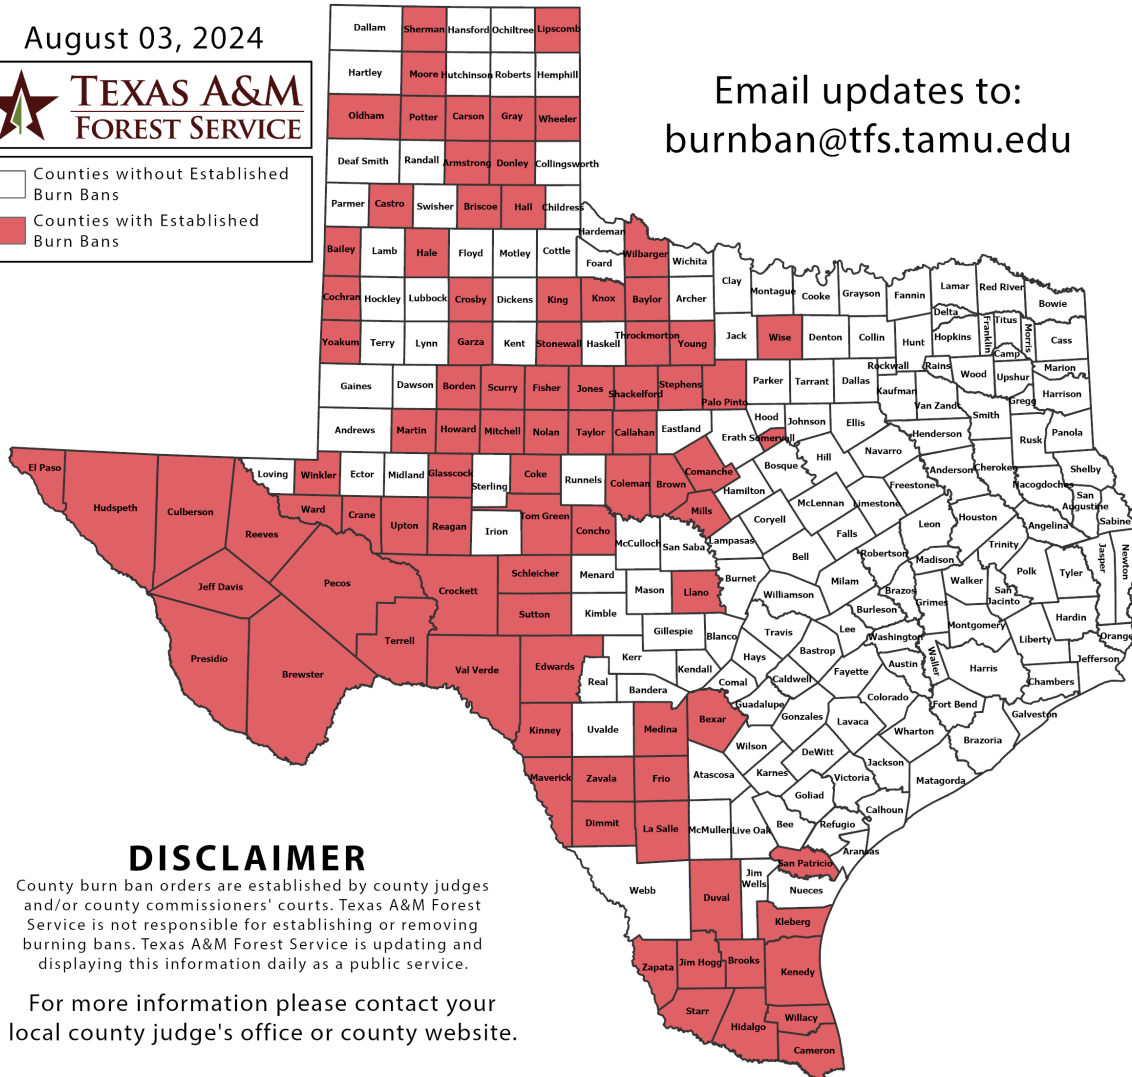 August 03, 2024
TEXAS A&M
FOREST SERVICE
Counties without Established
Burn Bans
Counties with Established
Burn Bans
Email updates to:
burnban@tfs.tamu.edu
Dallam Sherman Hansford Ochiltree Lipscomb
Hartley Moore Hutchinson Roberts Hemphill
Oldham Potter Carson Gray Wheeler
Deaf Smith Randall Armstrong Donley Collingsworth
Parmer Castro Swisher Briscoe Hall Childress
Hardeman
Bailey Lamb Hale Floyd Motley Cottle Foard Wilbarger Wichita
Clay Montague Cooke Grayson Fannin Lamar Red River Bowie
Cochran Hockley Lubbock Crosby Dickens King Knox Baylor Archer
Delta Titus Franklin Morris
Yoakum Terry Lynn Garza Kent Stonewall Haskell Throckmorton Young Jack Wise Denton Collin Hunt Hopkins Cass
Camp
Rockwall Rains Wood Upshur Marion
Gaines Dawson Borden Scurry Fisher Jones Shackelford Stephens Palo Pinto Parker Tarrant Dallas Kaufman Van Zandt Gregg Harrison
Smith
Andrews Martin Howard Mitchell Nolan Taylor Callahan Eastland Erath Hood Somervell Johnson Ellis Henderson Rusk Panola
El Paso Hudspeth Culberson Reeves Loving Winkler Ector Midland Glasscock Sterling Coke Runnels Coleman Brown Comanche Hamilton Bosque Hill Navarro Freestone Anderson Cherokee Nacogdoches Shelby
San
Augustine
Sabine
Ward Crane Upton Reagan Irion Tom Green Concho McCulloch San Saba Mills Lampasas Coryell McLennan Limestone Falls Leon Houston Angelina
Jeff Davis Pecos Crockett Schleicher Menard Mason Llano Burnet Bell Milam Robertson Madison Trinity Polk Tyler Jasper Newton
Williamson Brazos Grimes Walker San
Jacinto
Presidio Brewster Terrell Val Verde Sutton Kimble Gillespie Blanco Travis Lee Burleson Washington Montgomery Liberty Hardin Orange
Edwards Real Kerr Bandera Kendall Comal Hays Caldwell Bastrop Fayette Austin Waller Harris Chambers Jefferson
Kinney Uvalde Medina Bexar Guadalupe Gonzales Lavaca Colorado Wharton Fort Bend Brazoria Galveston
Maverick Zavala Frio Atascosa Wilson Karnes DeWitt Victoria Jackson Matagorda
Dimmit La Salle McMullen Live Oak Bee Goliad Refugio Calhoun
Aransas
San Patricio
Webb Duval Jim
Wells
Nueces
Kleberg
Zapata Jim Hogg Brooks Kenedy
Starr Hidalgo Willacy
Cameron
DISCLAIMER
County burn ban orders are established by county judges
and/or county commissioners' courts. Texas A&M Forest
Service is not responsible for establishing or removing
burning bans. Texas A&M Forest Service is updating and
displaying this information daily as a public service.
For more information please contact your
local county judge's office or county website.